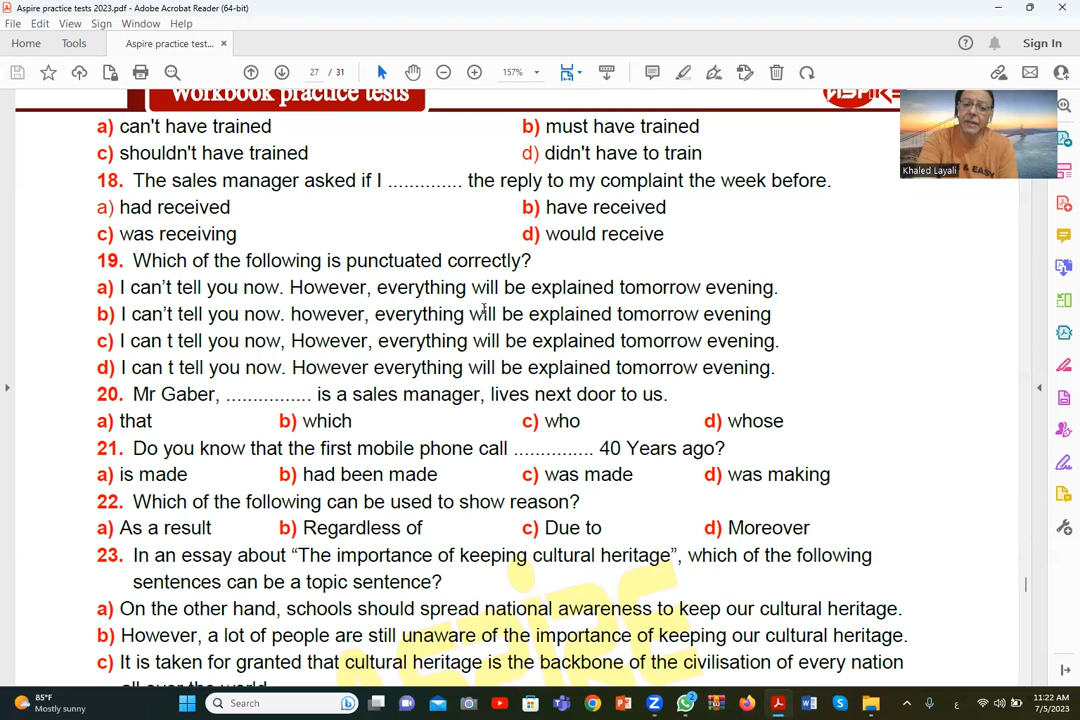 Aspire practice tests 2023.pdf - Adobe Acrobat Reader (64-bit)
File Edit View Sign Window Help
Home Tools Aspire practice test... × Sign In
27 / 31 157%
Workbook practice tests
ASPIRE
a) can't have trained b) must have trained
c) shouldn't have trained d) didn't have to train
18. The sales manager asked if I .............. the reply to my complaint the week before.
a) had received b) have received
c) was receiving d) would receive
19. Which of the following is punctuated correctly?
a) I can't tell you now. However, everything will be explained tomorrow evening.
b) I can't tell you now. however, everything will be explained tomorrow evening
c) I can t tell you now, However, everything will be explained tomorrow evening.
d) I can t tell you now. However everything will be explained tomorrow evening.
20. Mr Gaber, ................ is a sales manager, lives next door to us.
a) that b) which c) who d) whose
21. Do you know that the first mobile phone call ............... 40 Years ago?
a) is made b) had been made c) was made d) was making
22. Which of the following can be used to show reason?
a) As a result b) Regardless of c) Due to d) Moreover
23. In an essay about “The importance of keeping cultural heritage”, which of the following
sentences can be a topic sentence?
a) On the other hand, schools should spread national awareness to keep our cultural heritage.
b) However, a lot of people are still unaware of the importance of keeping our cultural heritage.
c) It is taken for granted that cultural heritage is the backbone of the civilisation of every nation
all over the world.
ASPIRE
& EASY
Khaled Layali
85°F
Mostly sunny
Search
2
ع
11:22 AM
7/5/2023